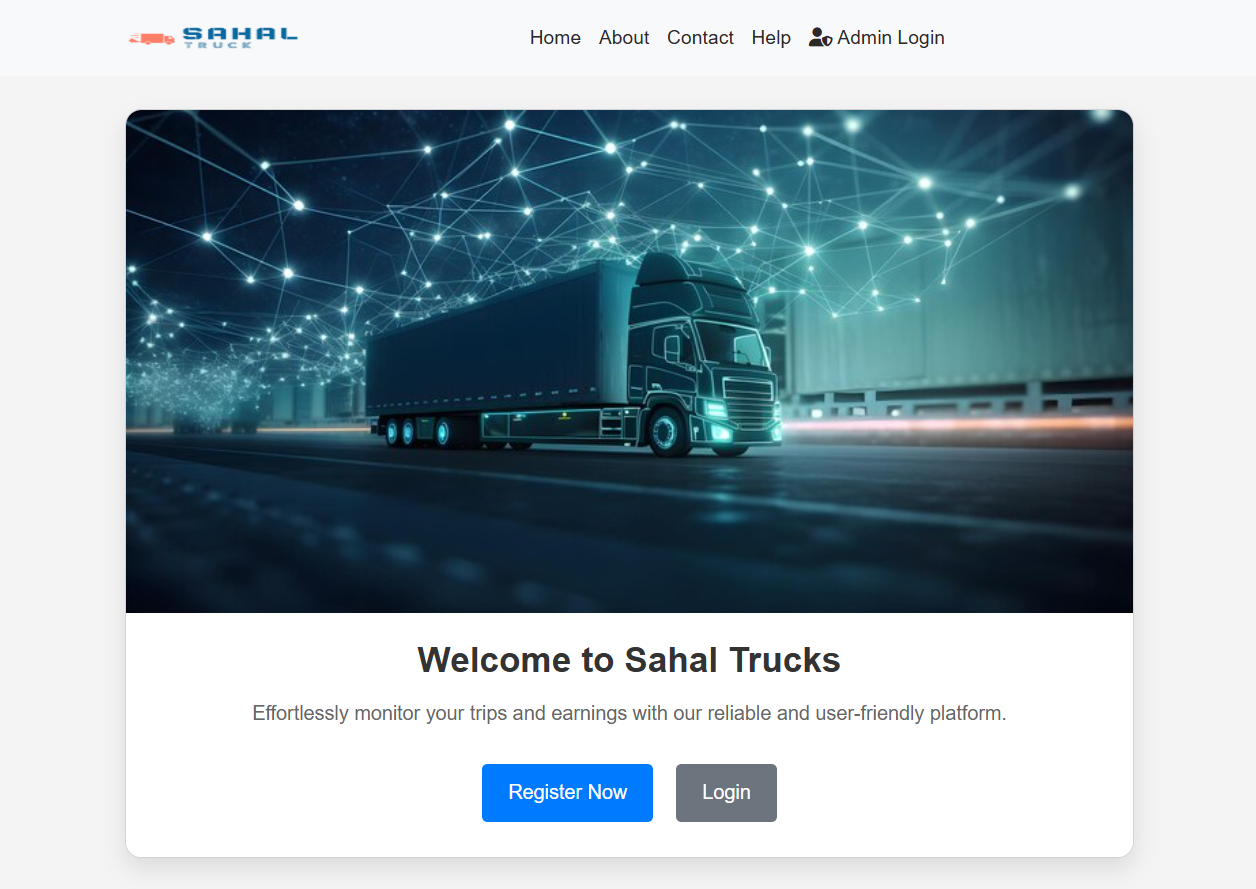 SAHAL
TRUCK
Home About Contact Help Admin Login
Welcome to Sahal Trucks
Effortlessly monitor your trips and earnings with our reliable and user-friendly platform.
Register Now Login